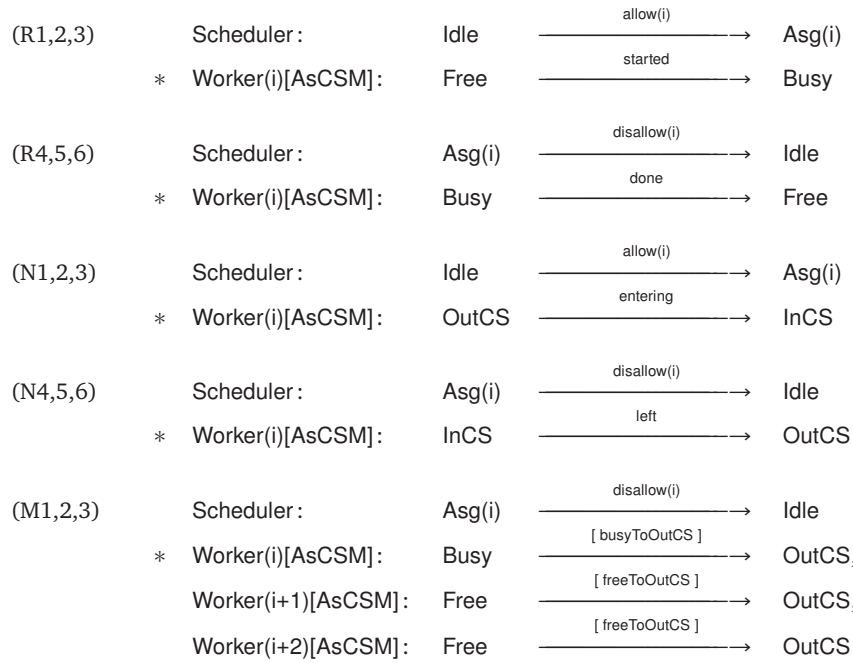 allow(i)
(R1,2,3) Scheduler: Idle ⟶ Asg(i)
started
* Worker(i)[AsCSM]: Free ⟶ Busy
disallow(i)
(R4,5,6) Scheduler: Asg(i) ⟶ Idle
done
* Worker(i)[AsCSM]: Busy ⟶ Free
allow(i)
(N1,2,3) Scheduler: Idle ⟶ Asg(i)
entering
* Worker(i)[AsCSM]: OutCS ⟶ InCS
disallow(i)
(N4,5,6) Scheduler: Asg(i) ⟶ Idle
left
* Worker(i)[AsCSM]: InCS ⟶ OutCS
disallow(i)
(M1,2,3) Scheduler: Asg(i) ⟶ Idle
[ busyToOutCS ]
* Worker(i)[AsCSM]: Busy ⟶ OutCS,
[ freeToOutCS ]
Worker(i+1)[AsCSM]: Free ⟶ OutCS,
[ freeToOutCS ]
Worker(i+2)[AsCSM]: Free ⟶ OutCS